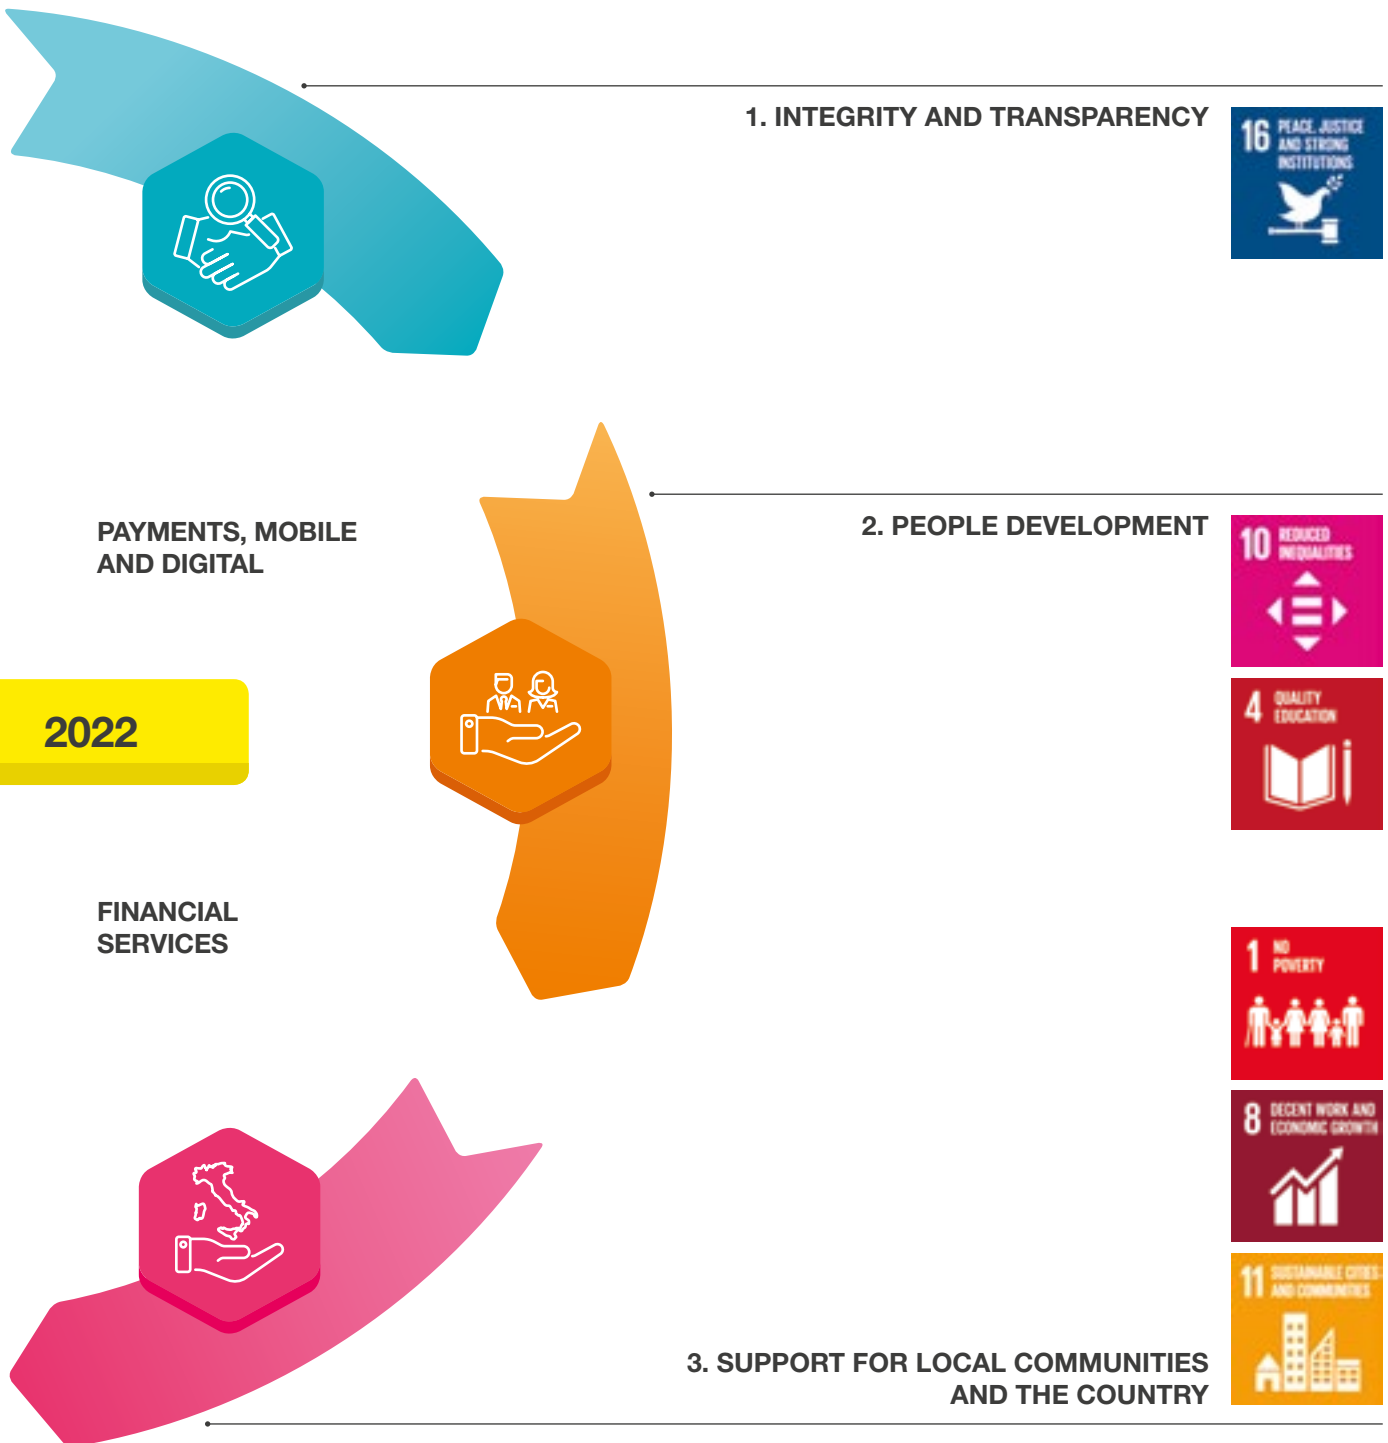 1. INTEGRITY AND TRANSPARENCY
16 PEACE, JUSTICE
AND STRONG
INSTITUTIONS
PAYMENTS, MOBILE
AND DIGITAL
2. PEOPLE DEVELOPMENT
10 REDUCED
INEQUALITIES
2022
4 QUALITY
EDUCATION
FINANCIAL
SERVICES
1 NO
POVERTY
8 DECENT WORK AND
ECONOMIC GROWTH
11 SUSTAINABLE CITIES
AND COMMUNITIES
3. SUPPORT FOR LOCAL COMMUNITIES
AND THE COUNTRY